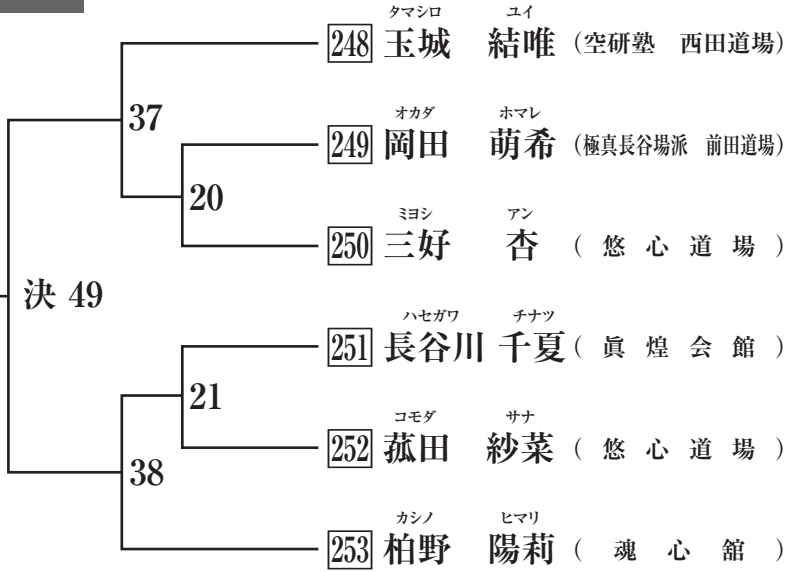 タマシロ ユイ
248 玉城 結唯 (空研塾 西田道場)
37
オカダ ホマレ
249 岡田 萌希 (極真長谷場派 前田道場)
20
ミヨシ アン
250 三好 杏 (悠心道場)
決 49
ハセガワ チナツ
251 長谷川 千夏 (眞煌会館)
21
コモダ サナ
252 菰田 紗菜 (悠心道場)
38
カシノ ヒマリ
253 柏野 陽莉 (魂心舘)